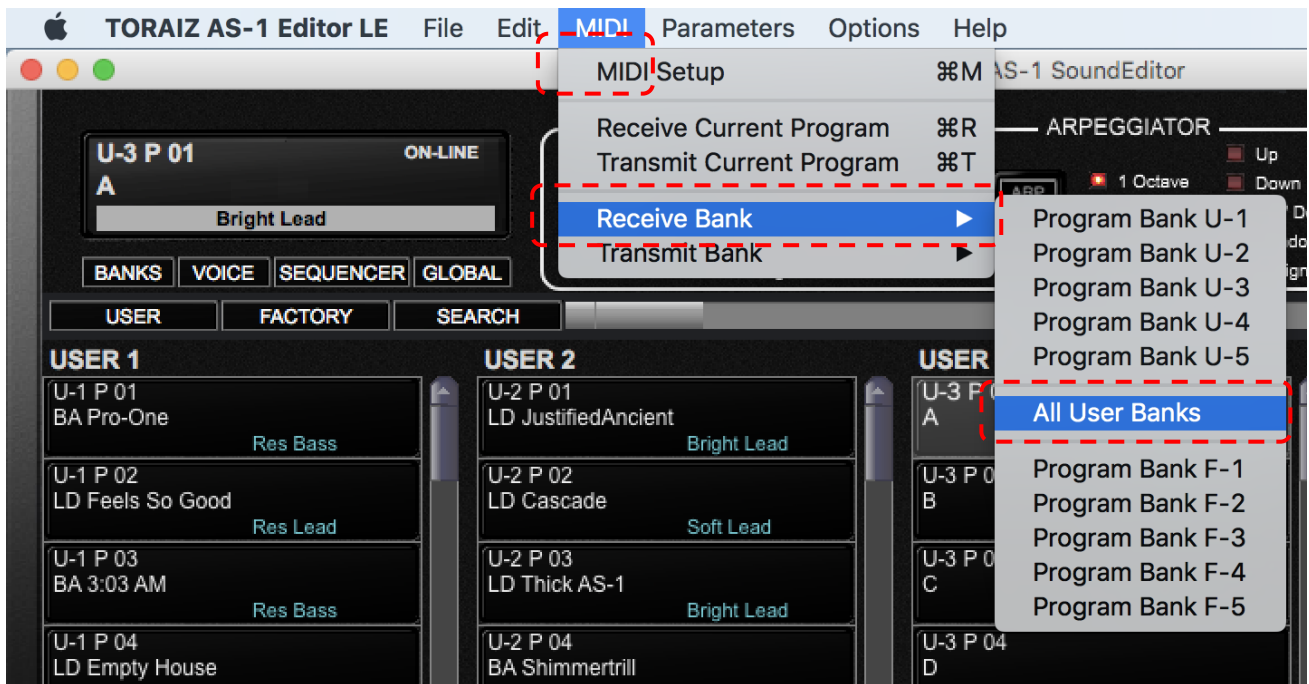 TORAIZ AS-1 Editor LE File Edit MIDI Parameters Options Help
AS-1 SoundEditor
MIDI Setup ⌘M
Receive Current Program ⌘R
Transmit Current Program ⌘T
Receive Bank ▶
Transmit Bank ▶
Program Bank U-1
Program Bank U-2
Program Bank U-3
Program Bank U-4
Program Bank U-5
All User Banks
Program Bank F-1
Program Bank F-2
Program Bank F-3
Program Bank F-4
Program Bank F-5
U-3 P 01 ON-LINE
A
Bright Lead
BANKS VOICE SEQUENCER GLOBAL
ARPEGGIATOR
ARP
1 Octave
Up
Down
USER FACTORY SEARCH
USER 1
U-1 P 01
BA Pro-One
Res Bass
U-1 P 02
LD Feels So Good
Res Lead
U-1 P 03
BA 3:03 AM
Res Bass
U-1 P 04
LD Empty House
USER 2
U-2 P 01
LD JustifiedAncient
Bright Lead
U-2 P 02
LD Cascade
Soft Lead
U-2 P 03
LD Thick AS-1
Bright Lead
U-2 P 04
BA Shimmertrill
USER
U-3 P 0
A
U-3 P 0
B
U-3 P 0
C
U-3 P 04
D